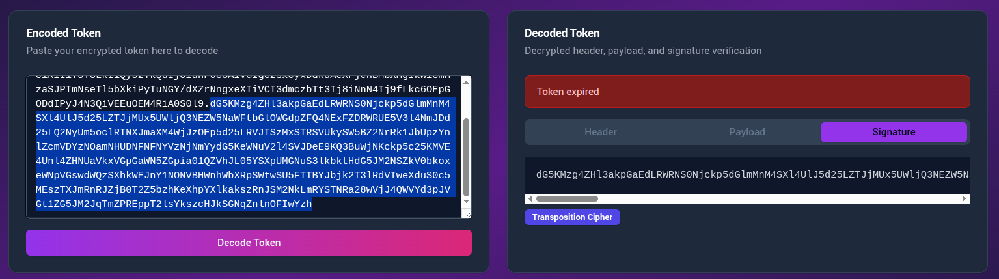 Encoded Token
Paste your encrypted token here to decode
zaSJPImNseTl5bXkiPyIuNGY/dXZrNngxeXIiVCI3dmczbTt3Ij8iNnN4Ij9fLkc6OEpG
ODdIPyJ4N3QiVEEuOEM4RiA0S0l9.dG5KMzg4ZHl3akpGaEdLRWRNS0Njckp5dGlmMnM4
SXl4UlJ5d25LZTJjMUx5UWljQ3NEZW5NaWFtbGlOWGdpZFQ4NExFZDRWRUE5V3l4NmJDd
25LQ2NyUm5oclRINXJmaXM4WjJzOEp5d25LRVJISzMxSTRSVUkySW5BZ2NrRk1JbUpzYn
lZcmVDYzNOamNHUDNFNFNYVzNjNmYydG5KeWNuV2l4SVJDeE9KQ3BuWjNKckp5c25KMVE
4Unl4ZHNUaVkxVGpGaWN5ZGpia01QZVhJL05YSXpUMGNuS3lkbktHdG5JM2NSZkV0bkox
eWNpVGswdWQzSXhkWEJnY1NONVBHWnhWbXRpSWtwSU5FTTBYJbjk2T3lRdVIweXduS0c5
MEszTXJmRnRJZjB0T2Z5bzhKeXhpYXlkakszRnJSM2NkLmRYSTNRa28wVjJ4QWVYd3pJV
Gt1ZG5JM2JqTmZPREppT2lsYkszcHJkSGNqZnlnOFIwYzh
Decode Token
Decoded Token
Decrypted header, payload, and signature verification
Token expired
Header
Payload
Signature
dG5KMzg4ZHl3akpGaEdLRWRNS0Njckp5dGlmMnM4SXl4UlJ5d25LZTJjMUx5UWljQ3NEZW5Na
Transposition Cipher